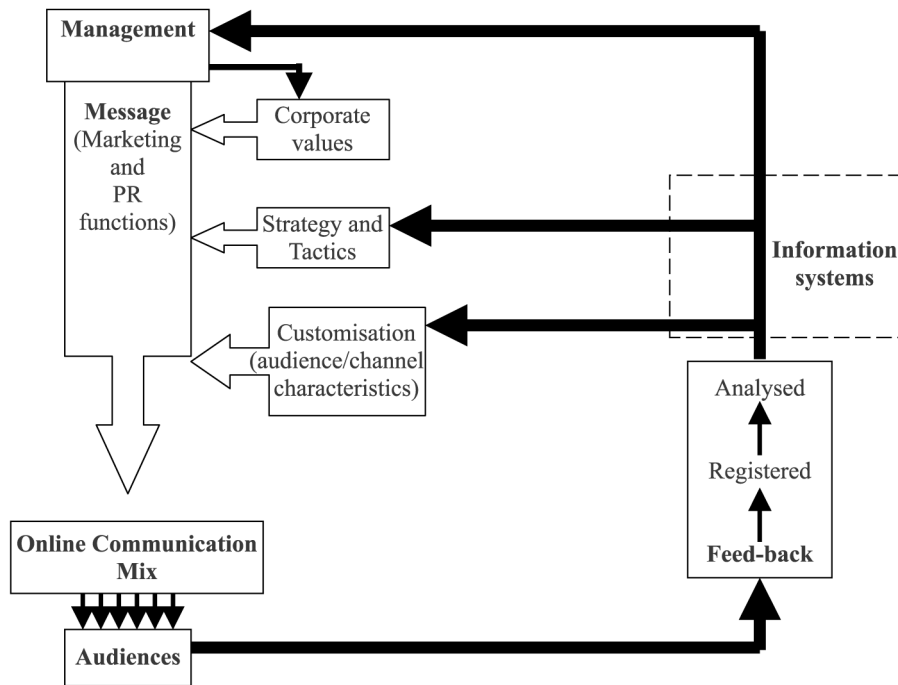 Management
Message
(Marketing
and
PR
functions)
Corporate
values
Strategy and
Tactics
Customisation
(audience/channel
characteristics)
Information
systems
Analysed
Registered
Feed-back
Online Communication
Mix
Audiences